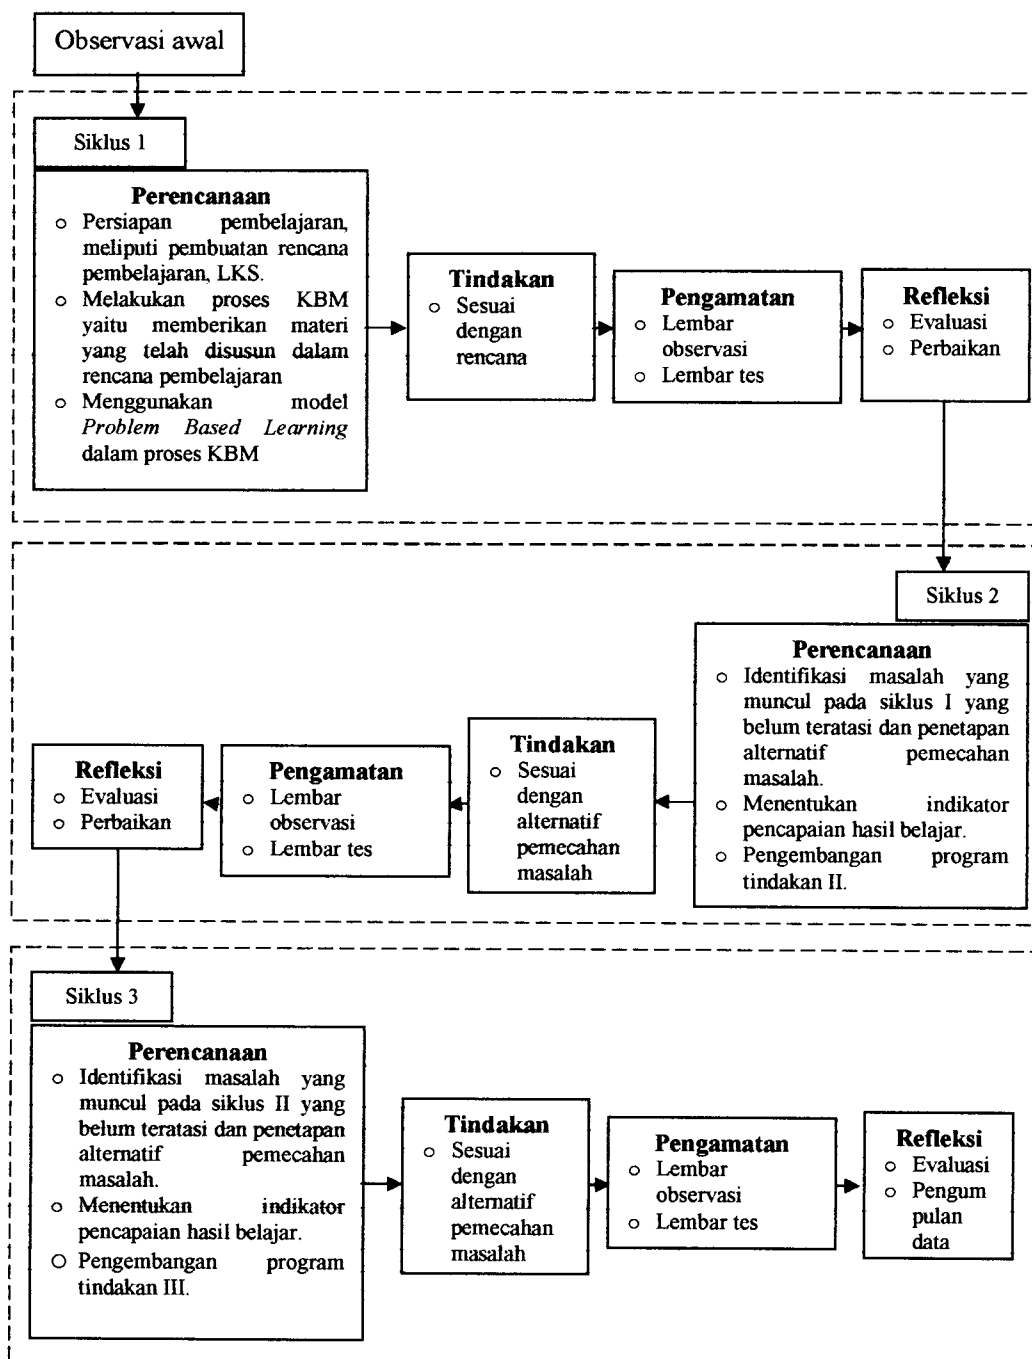 Observasi awal
Siklus 1
Perencanaan
○ Persiapan pembelajaran,
meliputi pembuatan rencana
pembelajaran, LKS.
○ Melakukan proses KBM
yaitu memberikan materi
yang telah disusun dalam
rencana pembelajaran
○ Menggunakan model
Problem Based Learning
dalam proses KBM
Tindakan
○ Sesuai
dengan
rencana
Pengamatan
○ Lembar
observasi
○ Lembar tes
Refleksi
○ Evaluasi
○ Perbaikan
Siklus 2
Perencanaan
○ Identifikasi masalah yang
muncul pada siklus I yang
belum teratasi dan penetapan
alternatif pemecahan
masalah.
○ Menentukan indikator
pencapaian hasil belajar.
○ Pengembangan program
tindakan II.
Tindakan
○ Sesuai
dengan
alternatif
pemecahan
masalah
Pengamatan
○ Lembar
observasi
○ Lembar tes
Refleksi
○ Evaluasi
○ Perbaikan
Siklus 3
Perencanaan
○ Identifikasi masalah yang
muncul pada siklus II yang
belum teratasi dan penetapan
alternatif pemecahan
masalah.
○ Menentukan indikator
pencapaian hasil belajar.
○ Pengembangan program
tindakan III.
Tindakan
○ Sesuai
dengan
alternatif
pemecahan
masalah
Pengamatan
○ Lembar
observasi
○ Lembar tes
Refleksi
○ Evaluasi
○ Pengum
pulan
data